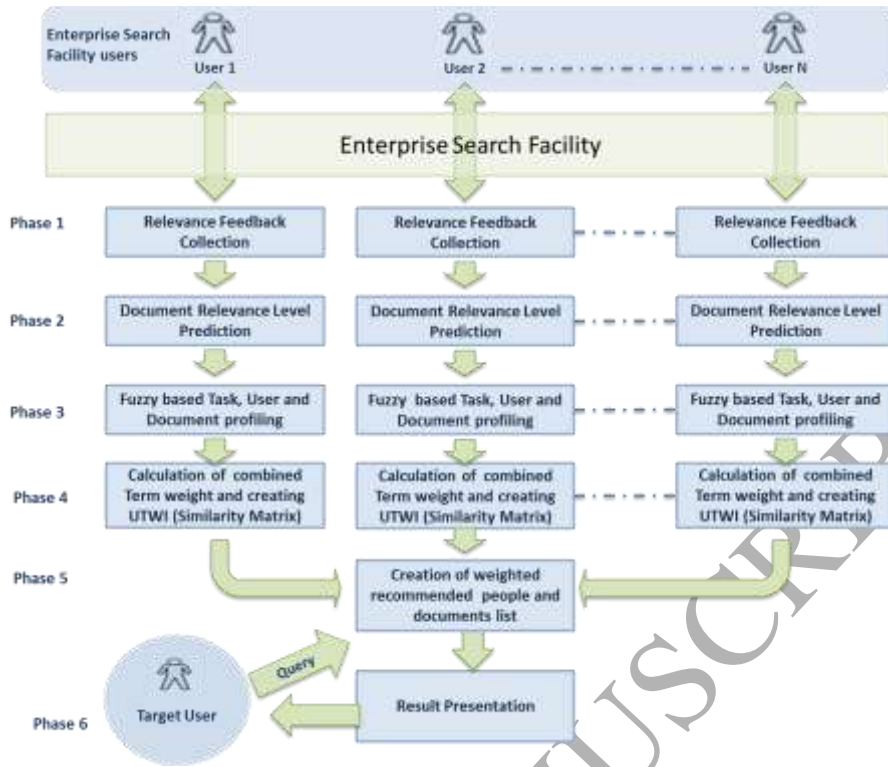 Enterprise Search
Facility users
User 1
User 2
User N
Enterprise Search Facility
Phase 1
Relevance Feedback
Collection
Relevance Feedback
Collection
Relevance Feedback
Collection
Phase 2
Document Relevance Level
Prediction
Document Relevance Level
Prediction
Document Relevance Level
Prediction
Phase 3
Fuzzy based Task, User and
Document profiling
Fuzzy based Task, User and
Document profiling
Fuzzy based Task, User and
Document profiling
Phase 4
Calculation of combined
Term weight and creating
UTWI (Similarity Matrix)
Calculation of combined
Term weight and creating
UTWI (Similarity Matrix)
Calculation of combined
Term weight and creating
UTWI (Similarity Matrix)
Phase 5
Creation of weighted
recommended people and
documents list
Query
Target User
Result Presentation
Phase 6